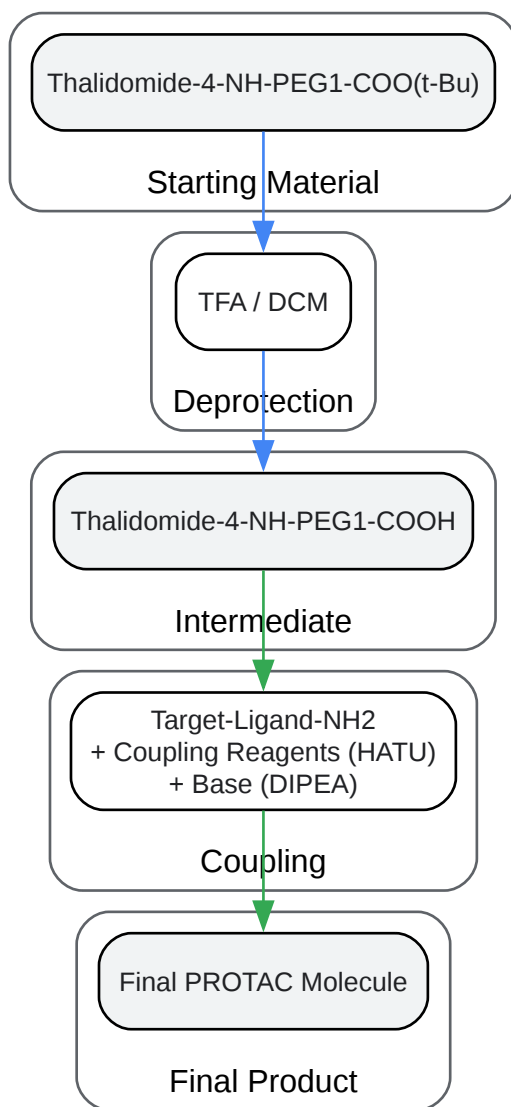 Thalidomide-4-NH-PEG1-COO(t-Bu)
Starting Material
TFA / DCM
Deprotection
Thalidomide-4-NH-PEG1-COOH
Intermediate
Target-Ligand-NH2
+ Coupling Reagents (HATU)
+ Base (DIPEA)
Coupling
Final PROTAC Molecule
Final Product